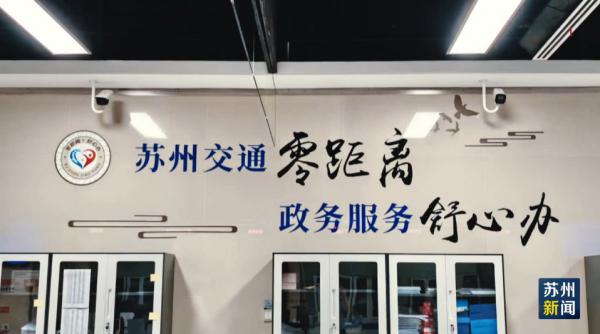 苏州交通零距离
政务服务舒心办
苏州
新闻